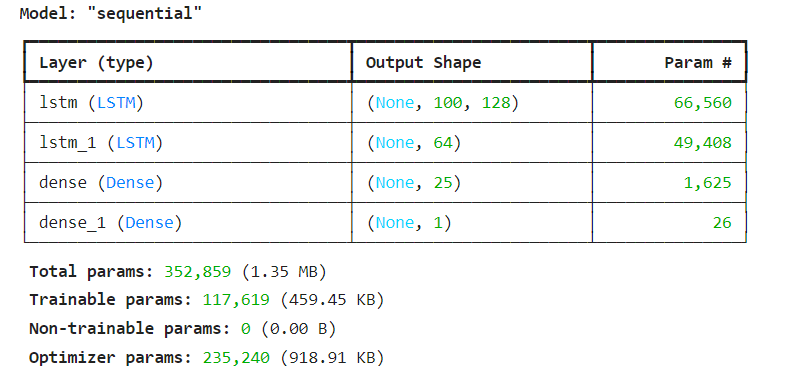 Model: "sequential"
Layer (type) Output Shape Param #
lstm (LSTM) (None, 100, 128) 66,560
lstm_1 (LSTM) (None, 64) 49,408
dense (Dense) (None, 25) 1,625
dense_1 (Dense) (None, 1) 26
Total params: 352,859 (1.35 MB)
Trainable params: 117,619 (459.45 KB)
Non-trainable params: 0 (0.00 B)
Optimizer params: 235,240 (918.91 KB)